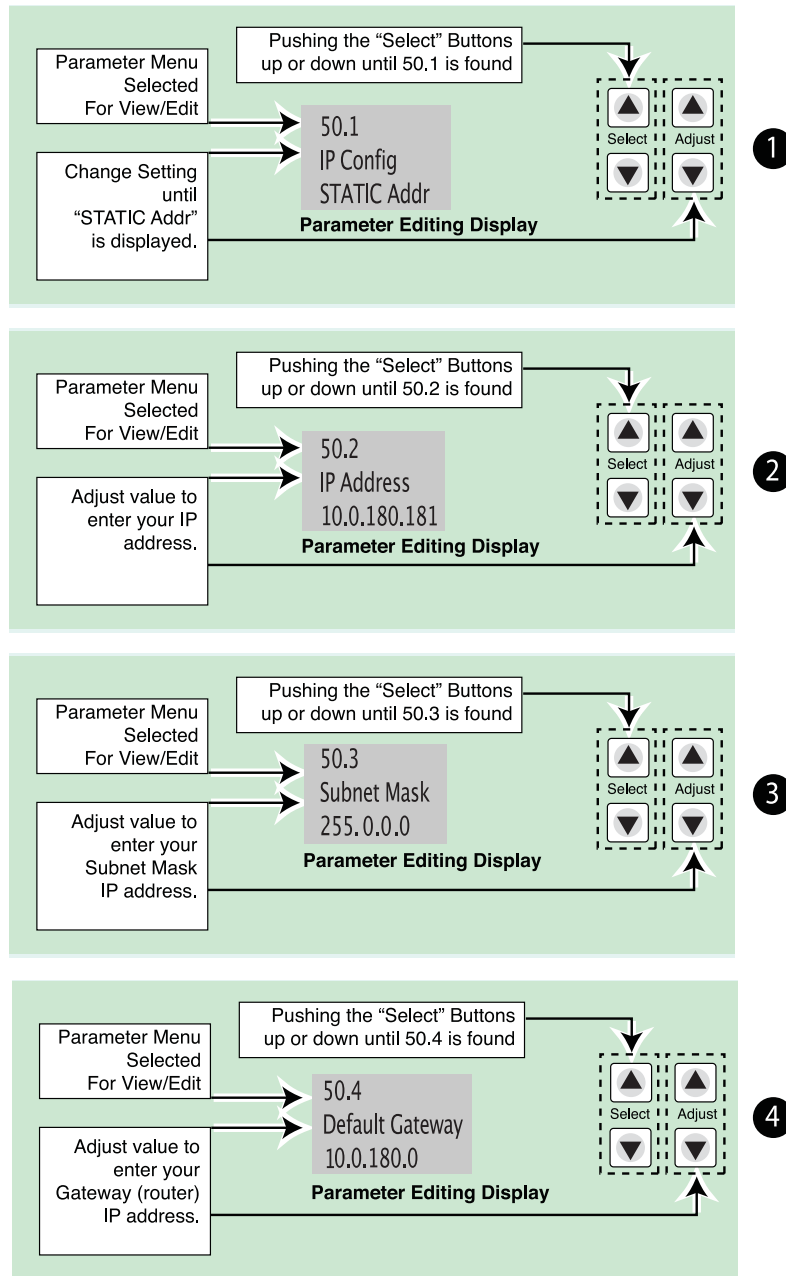 Pushing the “Select” Buttons
up or down until 50.1 is found
Parameter Menu
Selected
For View/Edit
50.1
IP Config
STATIC Addr
Parameter Editing Display
Change Setting
until
“STATIC Addr”
is displayed.
Select
Adjust
1
Pushing the “Select” Buttons
up or down until 50.2 is found
Parameter Menu
Selected
For View/Edit
50.2
IP Address
10.0.180.181
Parameter Editing Display
Adjust value to
enter your IP
address.
Select
Adjust
2
Pushing the “Select” Buttons
up or down until 50.3 is found
Parameter Menu
Selected
For View/Edit
50.3
Subnet Mask
255.0.0.0
Parameter Editing Display
Adjust value to
enter your
Subnet Mask
IP address.
Select
Adjust
3
Pushing the “Select” Buttons
up or down until 50.4 is found
Parameter Menu
Selected
For View/Edit
50.4
Default Gateway
10.0.180.0
Parameter Editing Display
Adjust value to
enter your
Gateway (router)
IP address.
Select
Adjust
4